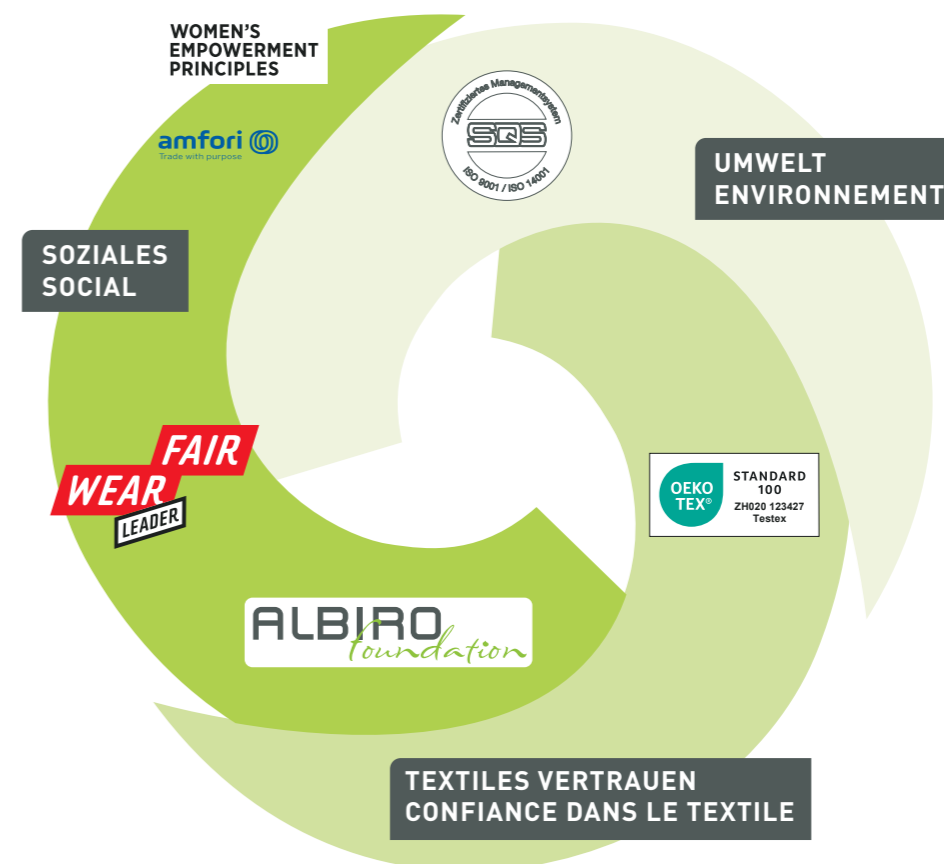 WOMEN'S
EMPOWERMENT
PRINCIPLES
amfori
Trade with purpose
Zertifiziertes Managementsystem
SQS
ISO 9001 / ISO 14001
UMWELT
ENVIRONNEMENT
SOZIALES
SOCIAL
FAIR
WEAR
LEADER
OEKO
TEX®
STANDARD
100
ZH020 123427
Testex
ALBIRO
foundation
TEXTILES VERTRAUEN
CONFIANCE DANS LE TEXTILE